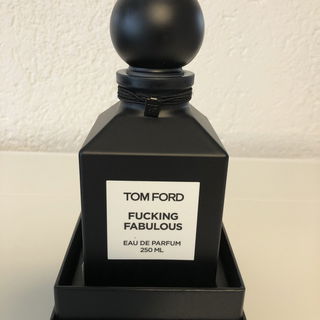 TOM FORD
FUCKING
FABULOUS
EAU DE PARFUM
250 ML